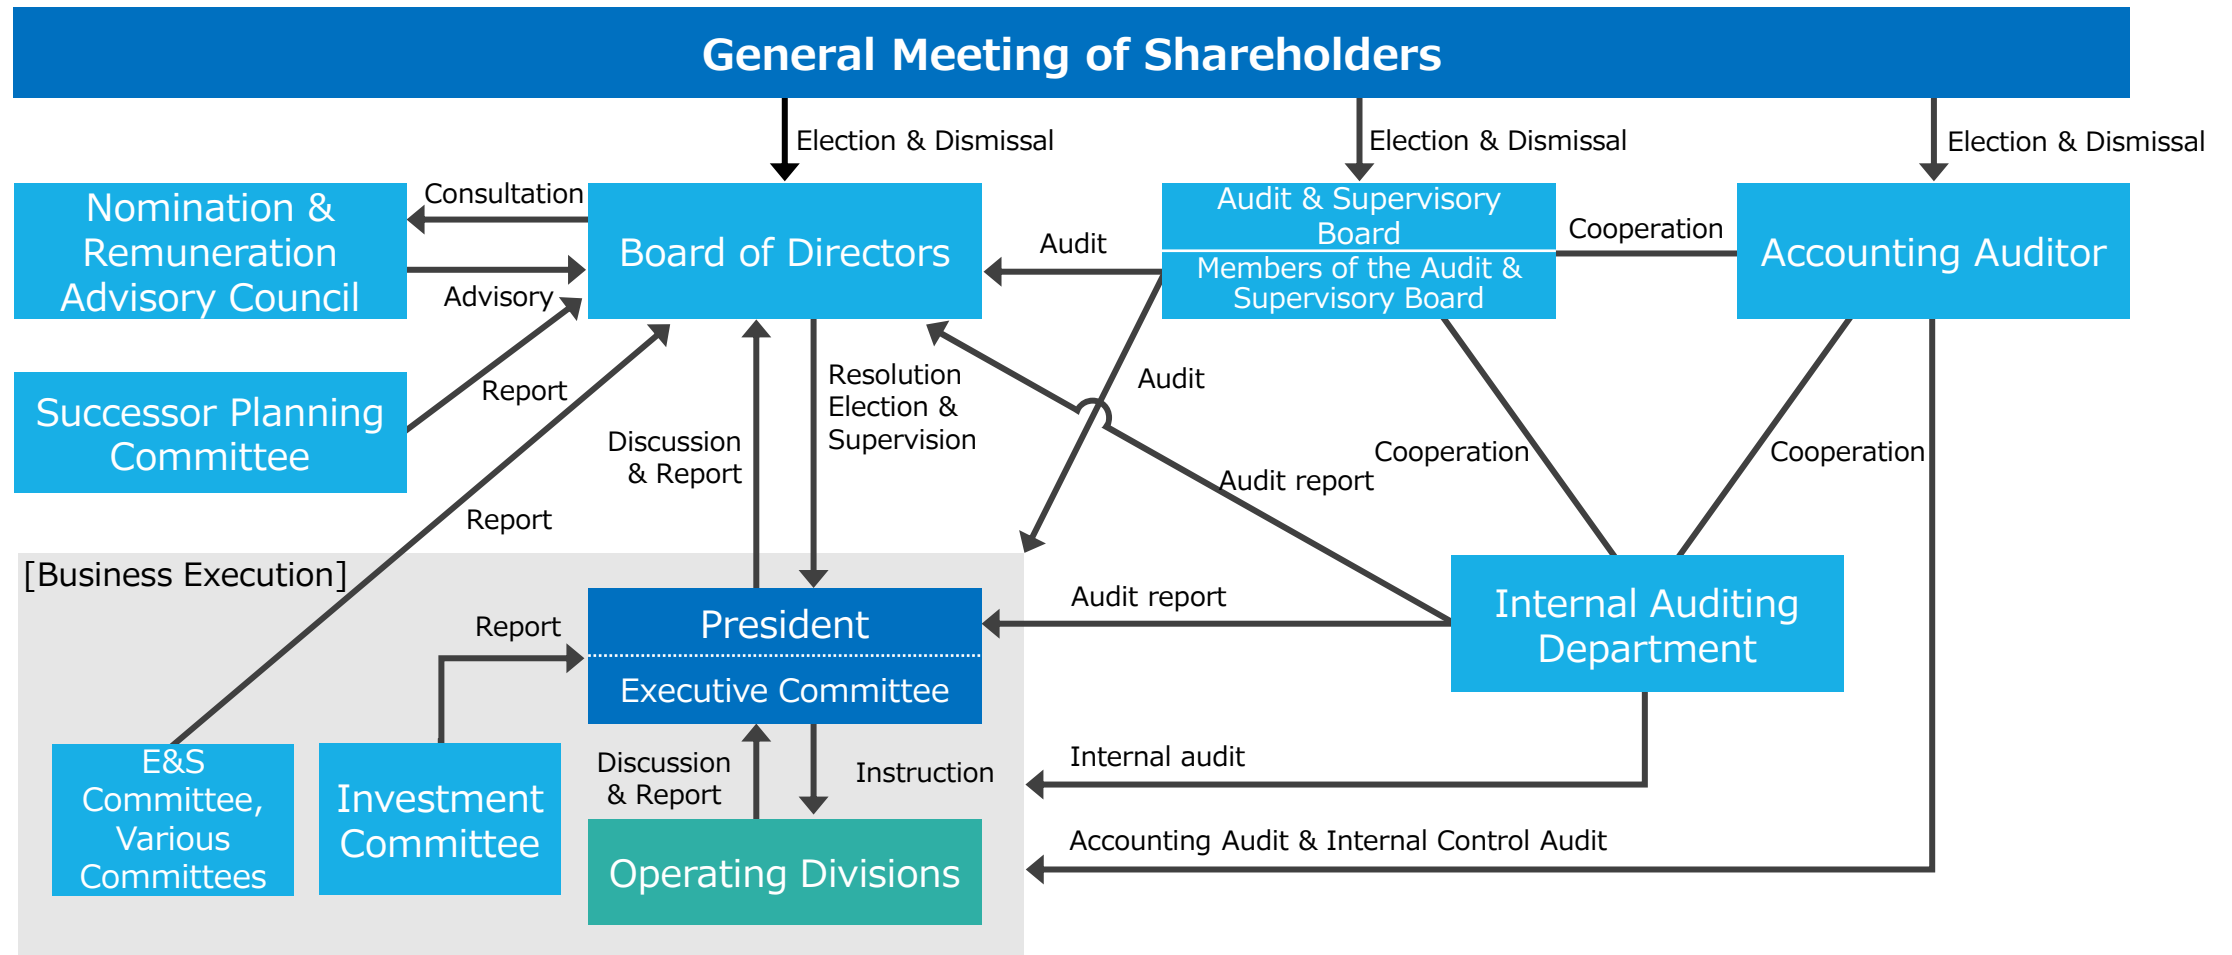 General Meeting of Shareholders
Election & Dismissal
Election & Dismissal
Election & Dismissal
Nomination &
Remuneration
Advisory Council
Consultation
Advisory
Board of Directors
Audit
Audit & Supervisory
Board
Members of the Audit &
Supervisory Board
Cooperation
Accounting Auditor
Successor Planning
Committee
Report
Report
Discussion
& Report
Resolution
Election &
Supervision
Audit
Audit report
Cooperation
Cooperation
[Business Execution]
Report
President
Executive Committee
Audit report
Internal Auditing
Department
E&S
Committee,
Various
Committees
Investment
Committee
Discussion
& Report
Instruction
Operating Divisions
Internal audit
Accounting Audit & Internal Control Audit